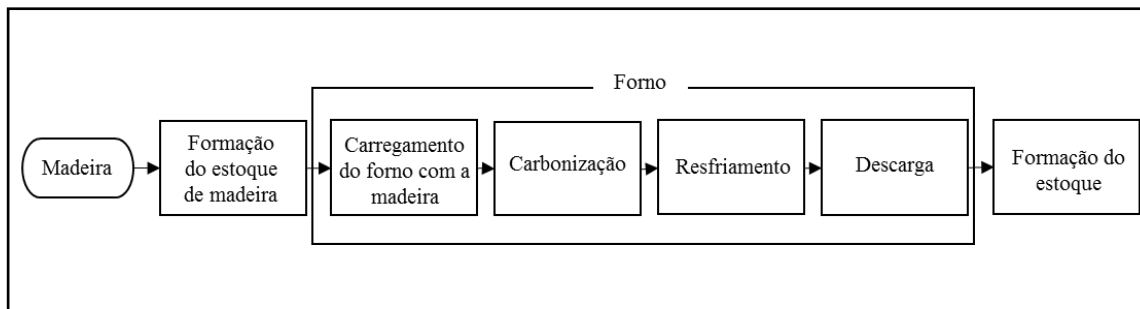 Forno
Madeira
Formação
do estoque
de madeira
Carregamento
do forno com a
madeira
Carbonização
Resfriamento
Descarga
Formação do
estoque